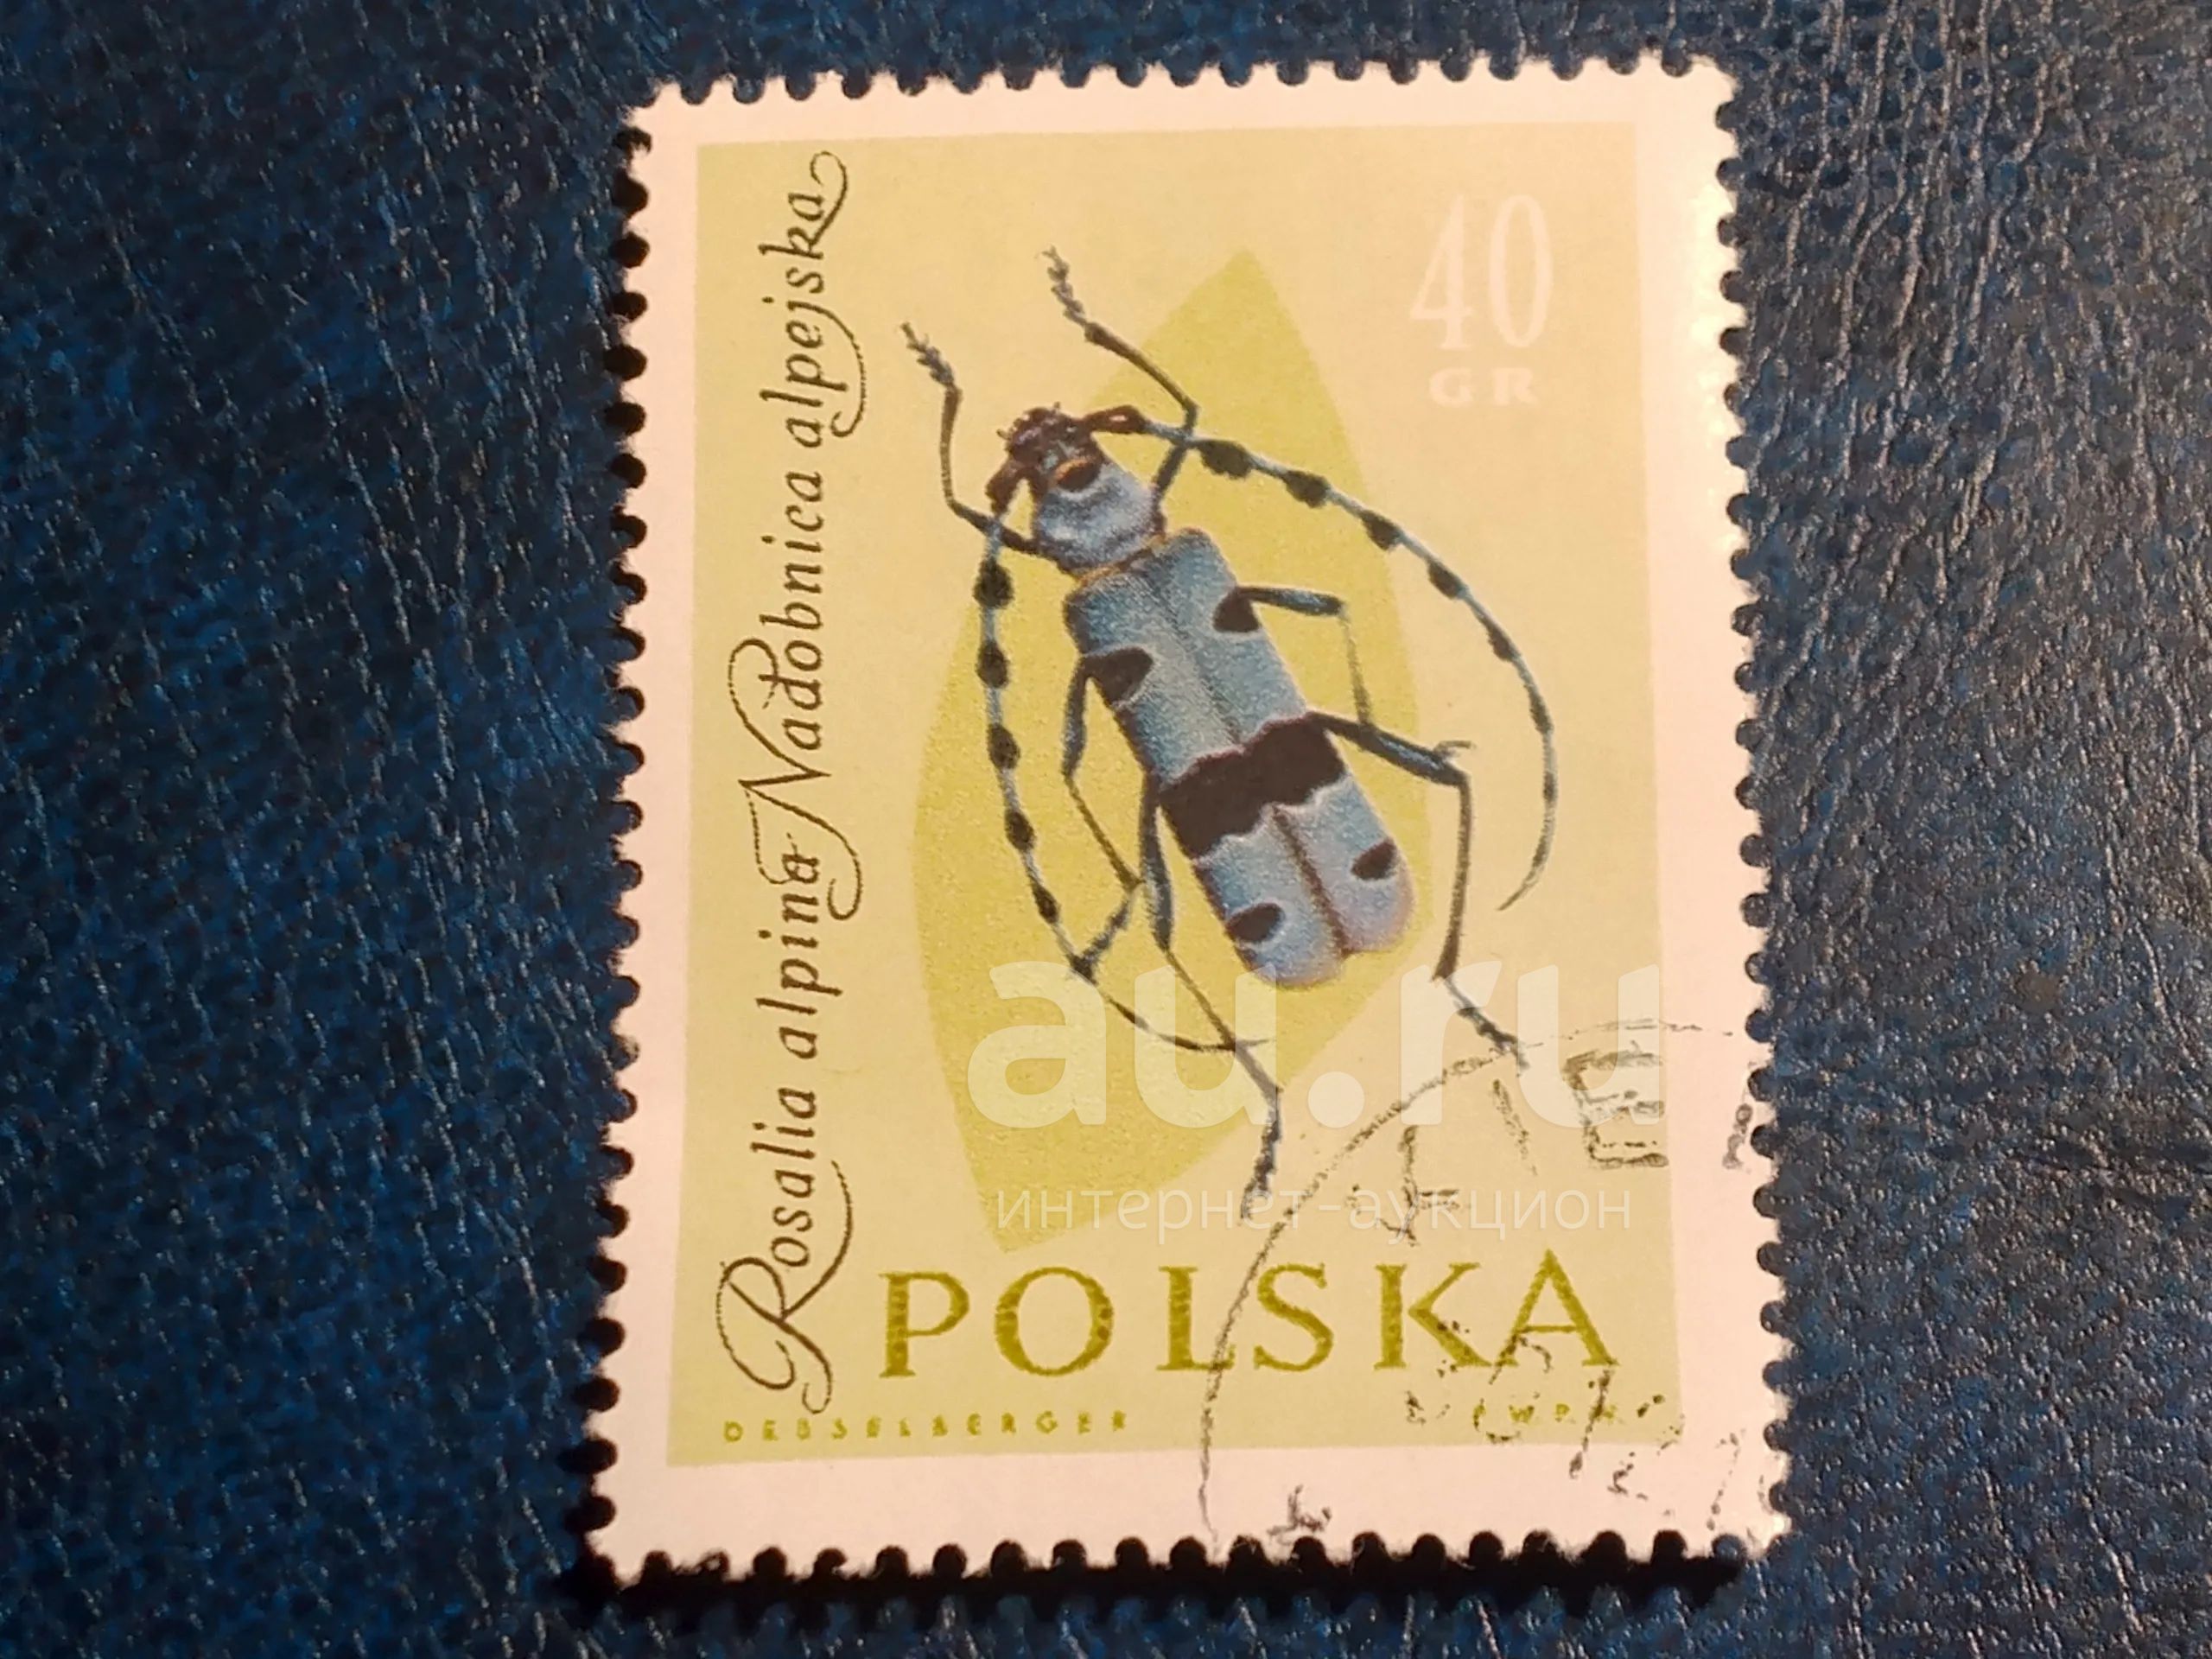 40
GR
Rosalia alpina Nadobnica alpejska
au.ru
интернет-аукцион
POLSKA
DESSELBERGER
PWPW